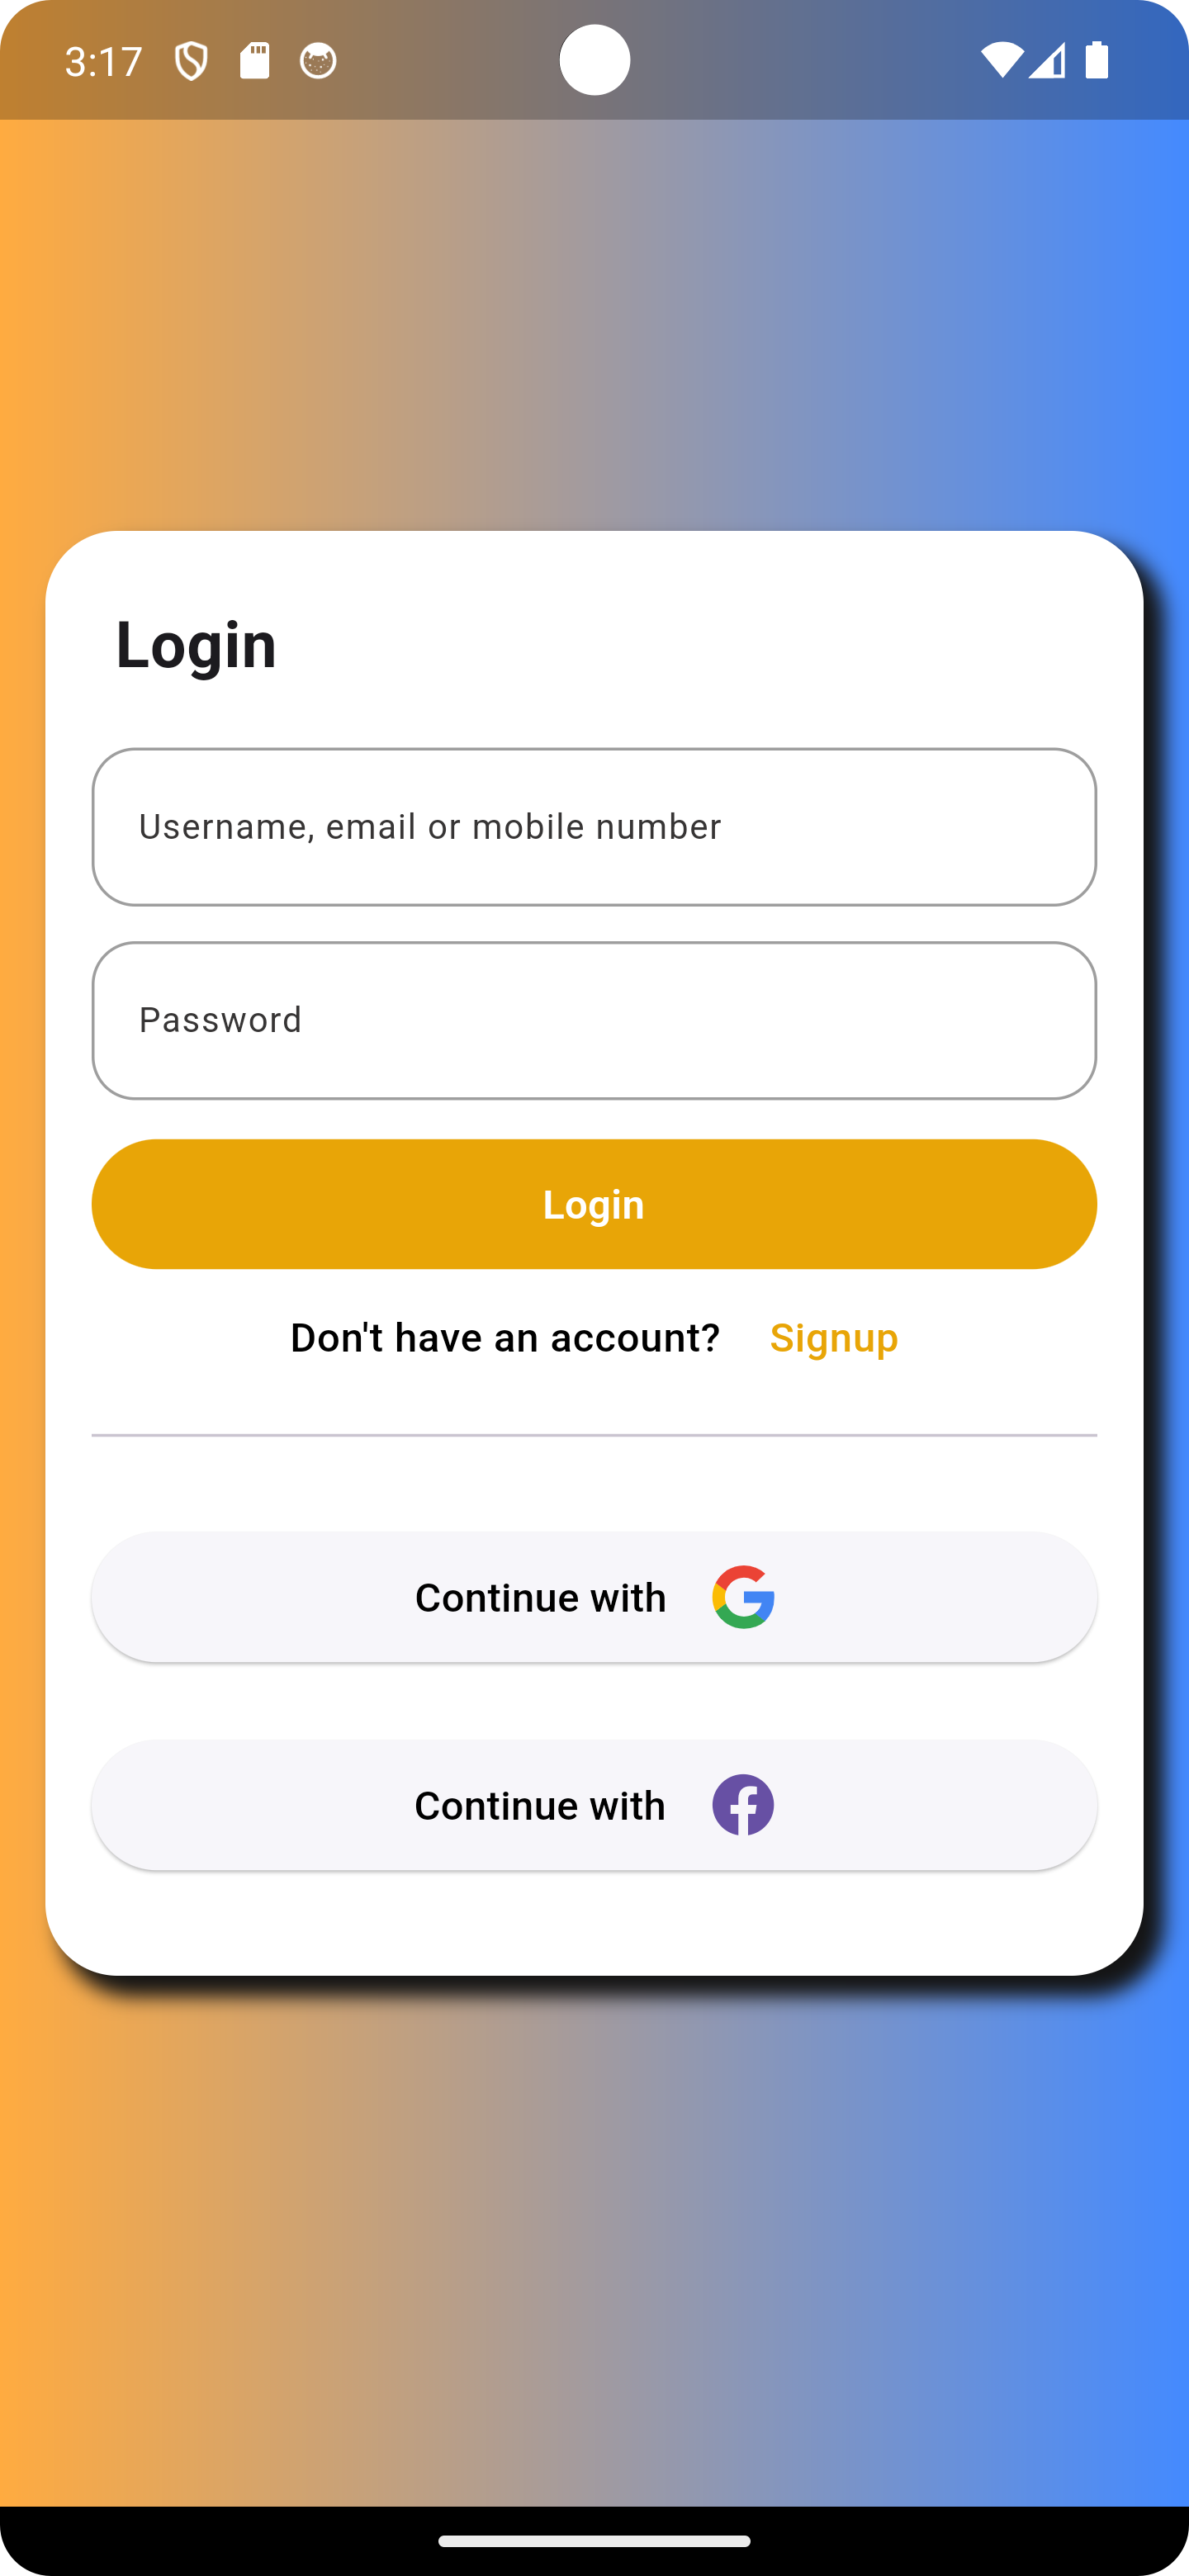 3:17
Login
Username, email or mobile number
Password
Login
Don't have an account? Signup
Continue with
Continue with